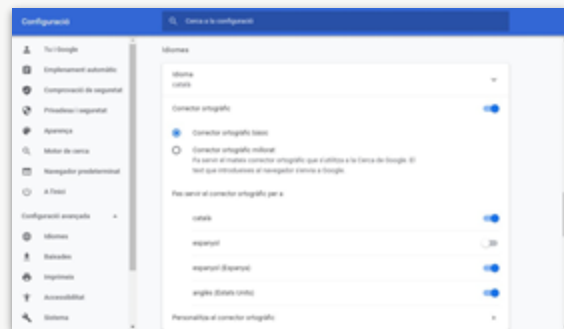 Configuració
Cerca a la configuració
Tu i Google
Emplenament automàtic
Comprovació de seguretat
Privadesa i seguretat
Aparença
Motor de cerca
Navegador predeterminat
A l'inici
Configuració avançada
Idiomes
Baixades
Imprimeix
Accessibilitat
Sistema
Idiomes
Idioma
català
Corrector ortogràfic
Corrector ortogràfic bàsic
Corrector ortogràfic millorat
Fa servir el mateix corrector ortogràfic que s'utilitza a la Cerca de Google. El
text que introdueixes al navegador s'envia a Google.
Fes servir el corrector ortogràfic per a
català
espanyol
espanyol (Espanya)
anglès (Estats Units)
Personalitza el corrector ortogràfic